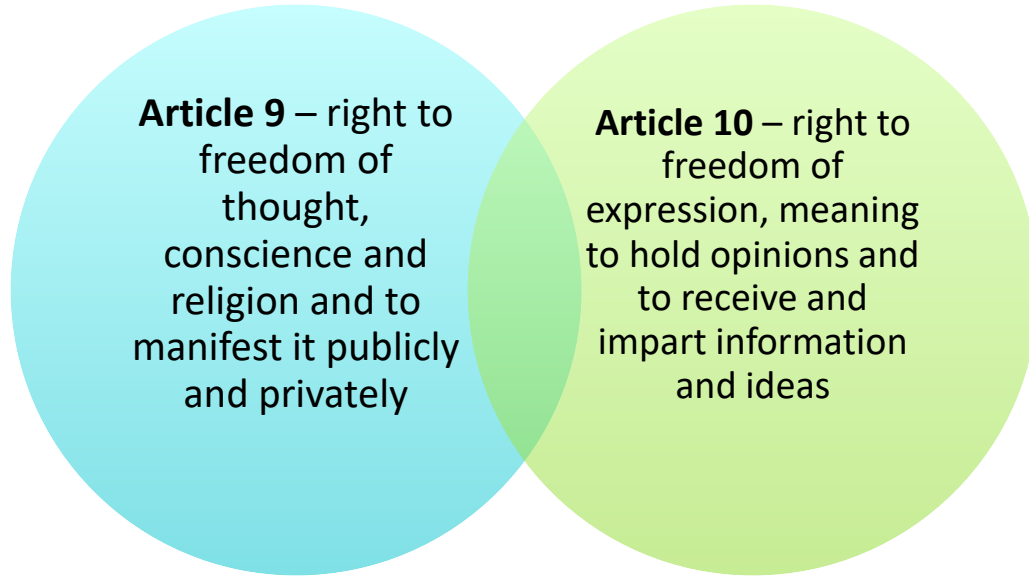 Article 9 – right to
freedom of
thought,
conscience and
religion and to
manifest it publicly
and privately
Article 10 – right to
freedom of
expression, meaning
to hold opinions and
to receive and
impart information
and ideas